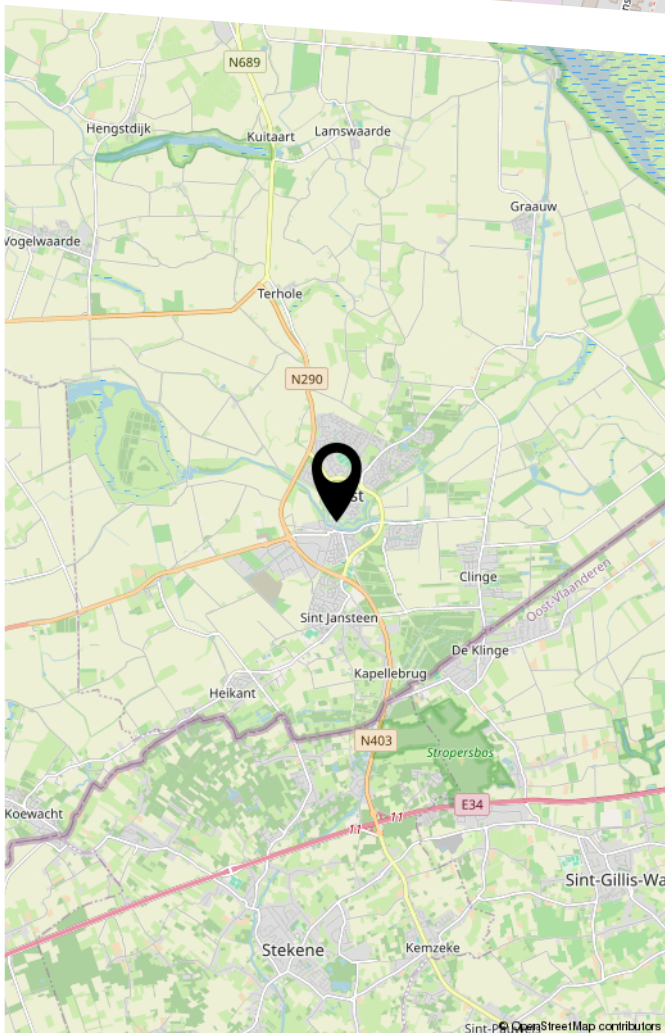 N689
Hengstdijk
Kuitaart
Lamswaarde
Graauw
Vogelwaarde
Terhole
N290
st
Clinge
Oost-Vlaanderen
Sint Jansteen
De Klinge
Kapellebrug
Heikant
N403
Stropersbos
E34
Koewacht
11
11
Sint-Gillis-Wa
Stekene
Kemzeke
© OpenStreetMap contributors